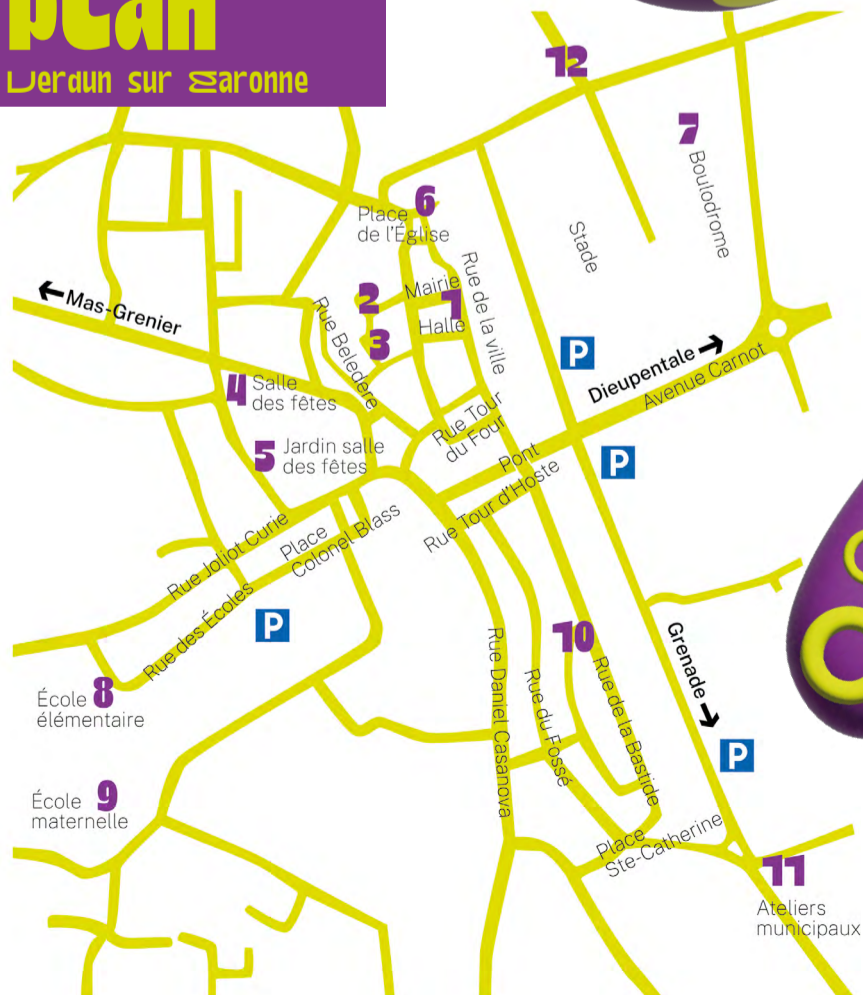 plan
Verdun sur Garonne
12
7
Boulodrome
6
Place
de l'Église
Stade
Rue de la ville
2
Mairie
1
Halle
3
Rue Beledere
← Mas-Grenier
P
Dieupentale →
Avenue Carnot
4 Salle
des fêtes
Rue Tour
du Four
5 Jardin salle
des fêtes
Pont
P
Rue Tour d'Hoste
Rue Joliot Curie
Place
Colonel Blass
Rue des Écoles
P
10
Grenade →
Rue Daniel Casanova
Rue du Fossé
Rue de la Bastide
8
École
élémentaire
P
École 9
maternelle
Place
Ste-Catherine
11
Ateliers
municipaux